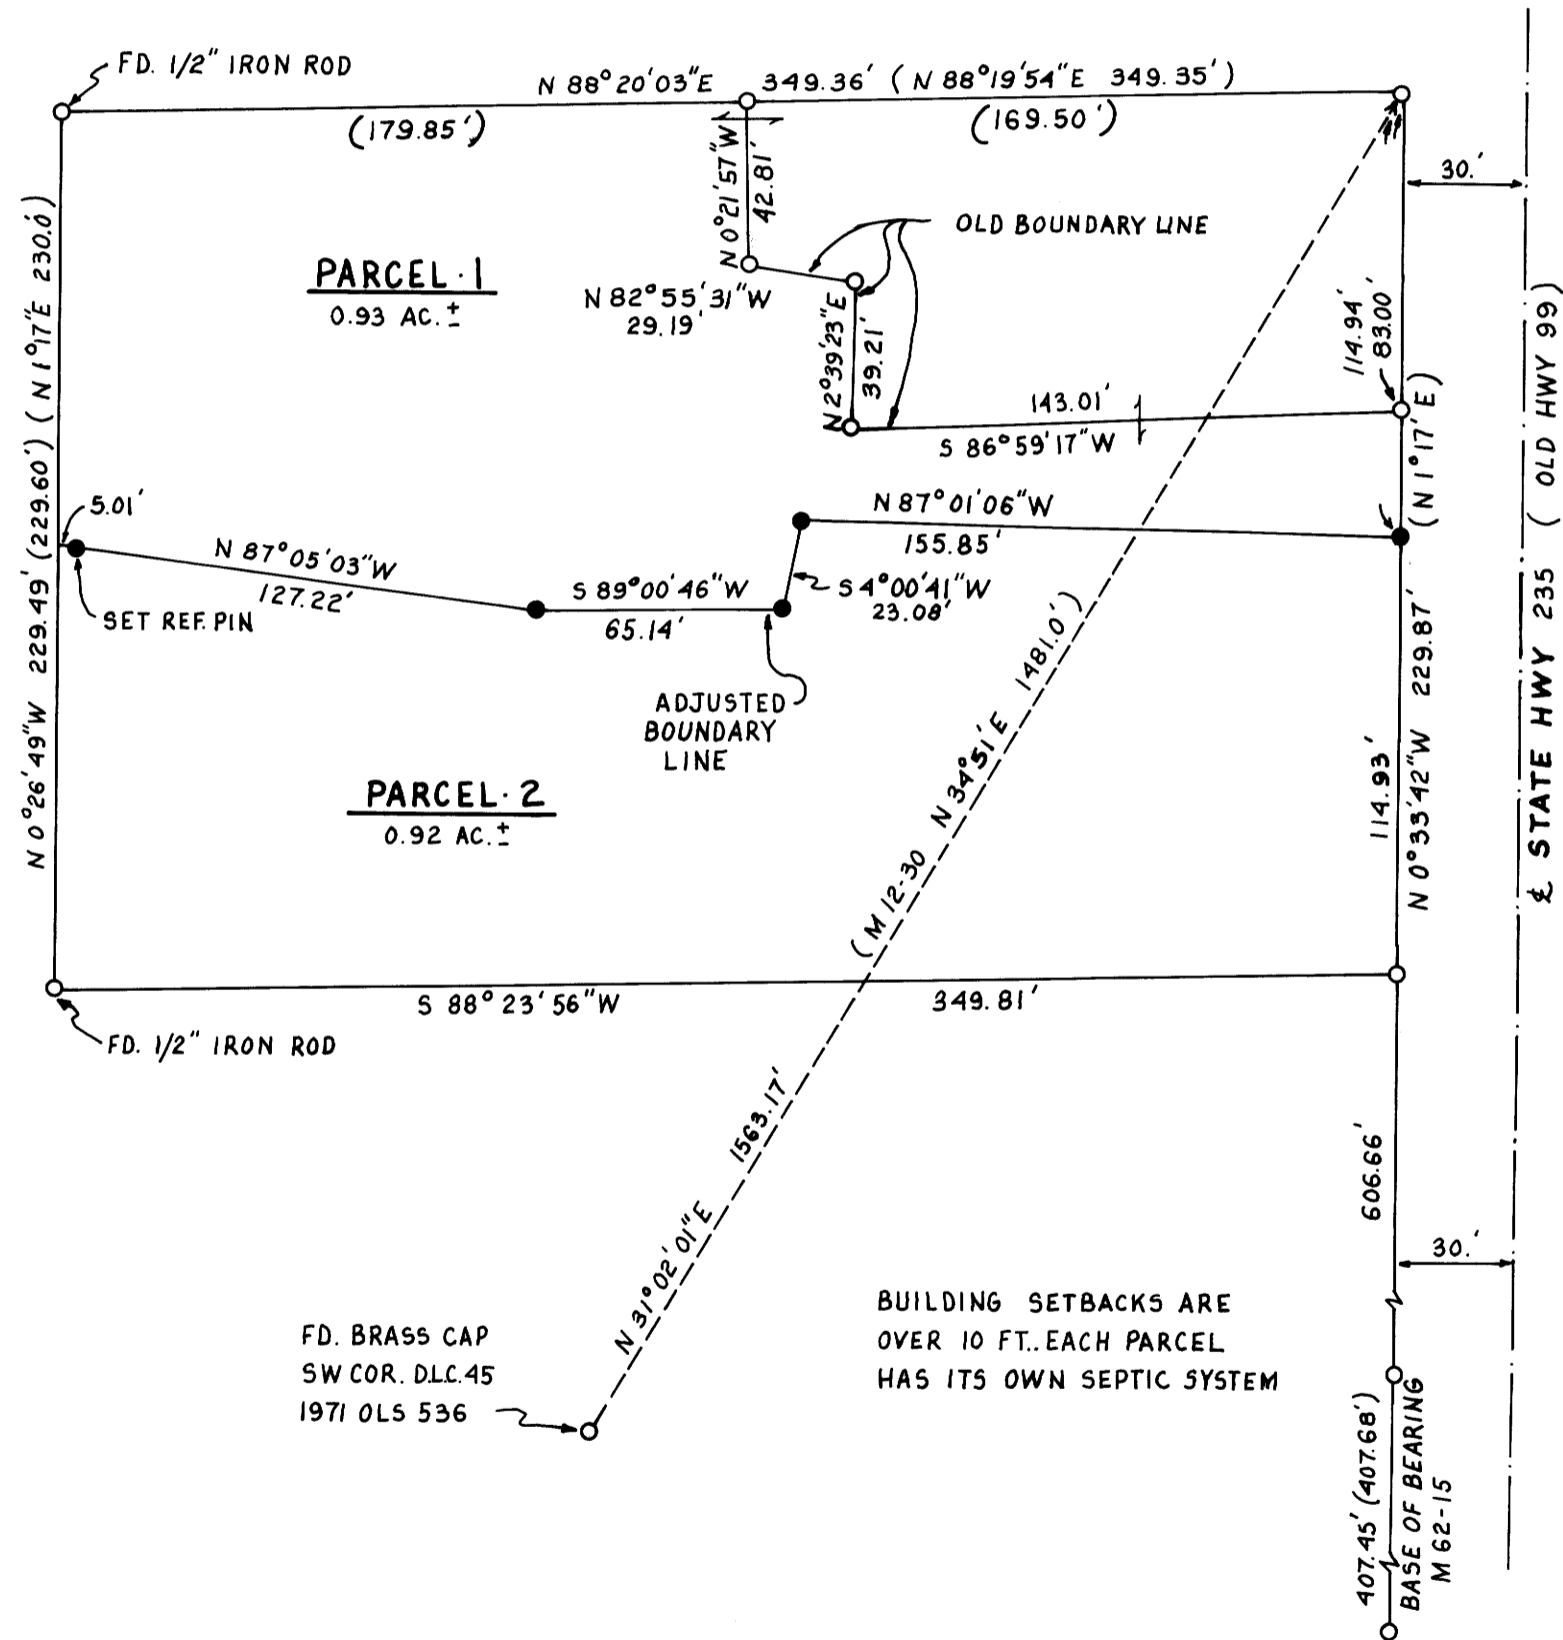 FD. 1/2" IRON ROD
N 88°20'03"E 349.36' ( N 88°19'54"E 349.35' )
(179.85')
(169.50')
N 0°21'57"W
42.81'
30.'
OLD BOUNDARY LINE
PARCEL·1
0.93 AC.±
N 82°55'31"W
29.19'
N 2°39'23"E
39.21'
114.94'
83.00'
143.01'
S 86°59'17"W
(N 1°17' E)
N 0°26'49"W 229.49' (229.60') ( N 1°17"E 230.0')
5.01'
N 87°05'03"W
127.22'
SET REF. PIN
S 89°00'46"W
65.14'
N 87°01'06"W
155.85'
S 4°00'41"W
23.08'
ADJUSTED
BOUNDARY
LINE
PARCEL·2
0.92 AC.±
(M 12-30 N 34°51'E 1481.0')
114.93'
N 0°33'42"W 229.87'
℄ STATE HWY 235 ( OLD HWY 99)
S 88°23'56"W
349.81'
FD. 1/2" IRON ROD
N 31°02'01"E 1563.17'
606.66'
30.'
FD. BRASS CAP
SW COR. D.L.C. 45
1971 OLS 536
BUILDING SETBACKS ARE
OVER 10 FT.. EACH PARCEL
HAS ITS OWN SEPTIC SYSTEM
407.45' (407.68')
BASE OF BEARING
M 62-15